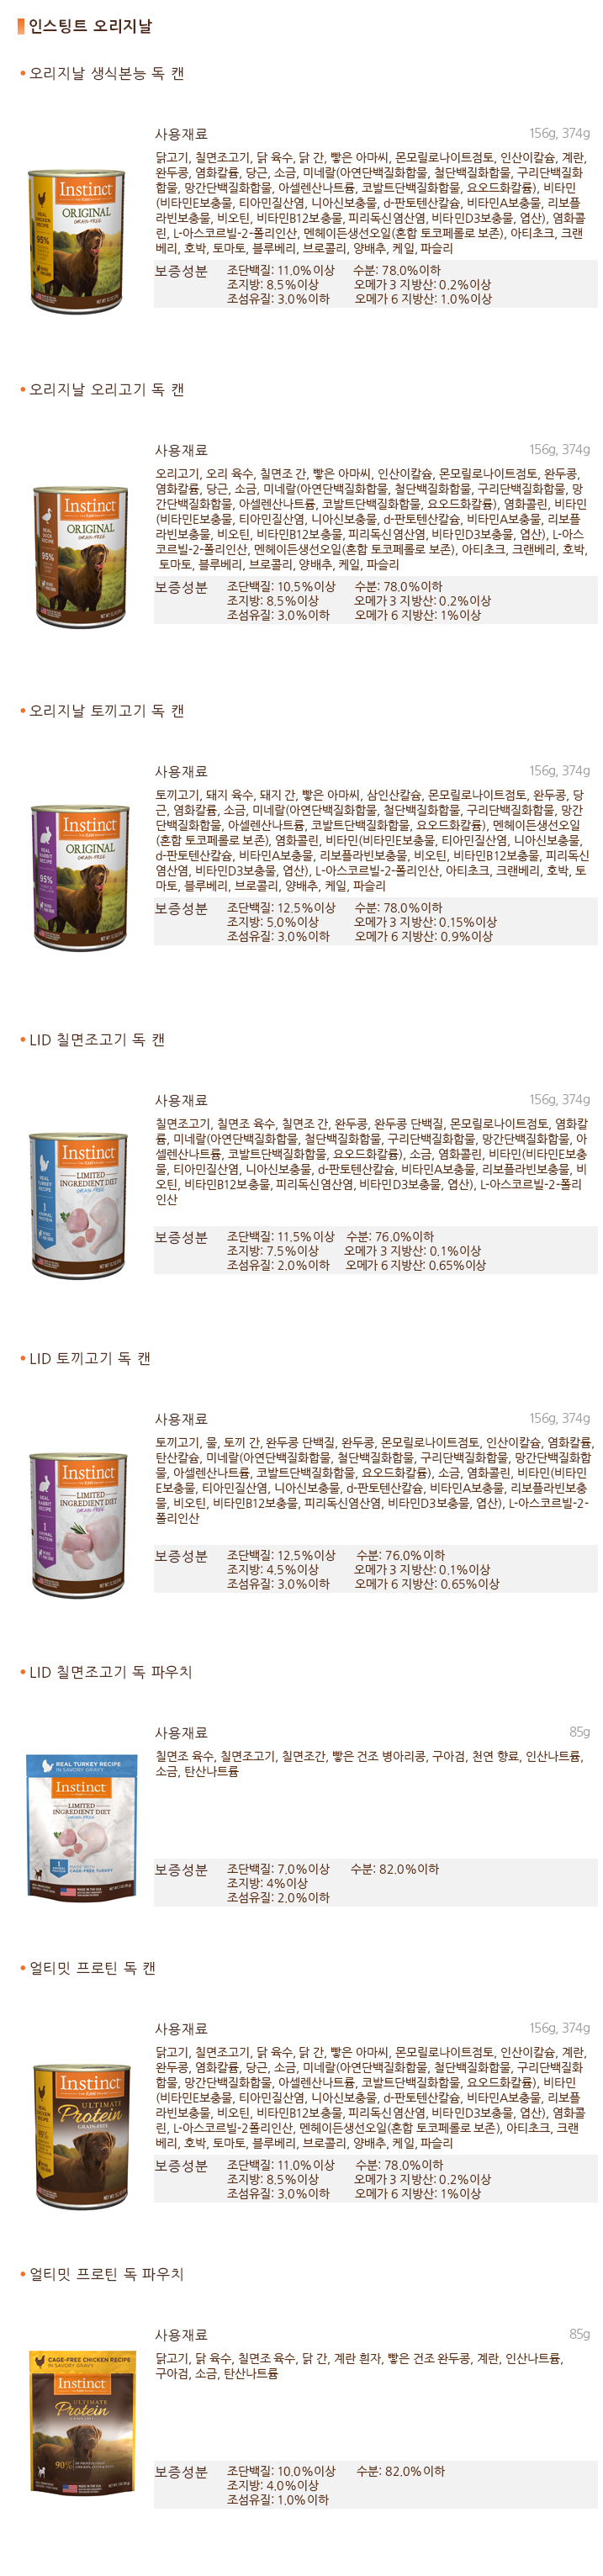 인스팅트 오리지날
오리지날 생식본능 독 캔
사용재료
156g, 374g
닭고기, 칠면조고기, 닭 육수, 닭 간, 빻은 아마씨, 몬모릴로나이트점토, 인산이칼슘, 계란,
완두콩, 염화칼륨, 당근, 소금, 미네랄(아연단백질화합물, 철단백질화합물, 구리단백질화
합물, 망간단백질화합물, 아셀렌산나트륨, 코발트단백질화합물, 요오드화칼륨), 비타민
(비타민E보충물, 티아민질산염, 니아신보충물, d-판토텐산칼슘, 비타민A보충물, 리보플
라빈보충물, 비오틴, 비타민B12보충물, 피리독신염산염, 비타민D3보충물, 엽산), 염화콜
린, L-아스코르빌-2-폴리인산, 멘헤이든생선오일(혼합 토코페롤로 보존), 아티초크, 크랜
베리, 호박, 토마토, 블루베리, 브로콜리, 양배추, 케일, 파슬리
Instinct
ORIGINAL
GRAIN-FREE
REAL CHICKEN RECIPE
95%
보증성분 조단백질: 11.0%이상 수분: 78.0%이하
조지방: 8.5%이상 오메가 3 지방산: 0.2%이상
조섬유질: 3.0%이하 오메가 6 지방산: 1.0%이상
오리지날 오리고기 독 캔
사용재료
156g, 374g
오리고기, 오리 육수, 칠면조 간, 빻은 아마씨, 인산이칼슘, 몬모릴로나이트점토, 완두콩,
염화칼륨, 당근, 소금, 미네랄(아연단백질화합물, 철단백질화합물, 구리단백질화합물, 망
간단백질화합물, 아셀렌산나트륨, 코발트단백질화합물, 요오드화칼륨), 염화콜린, 비타민
(비타민E보충물, 티아민질산염, 니아신보충물, d-판토텐산칼슘, 비타민A보충물, 리보플
라빈보충물, 비오틴, 비타민B12보충물, 피리독신염산염, 비타민D3보충물, 엽산), L-아스
코르빌-2-폴리인산, 멘헤이든생선오일(혼합 토코페롤로 보존), 아티초크, 크랜베리, 호박,
토마토, 블루베리, 브로콜리, 양배추, 케일, 파슬리
Instinct
ORIGINAL
GRAIN-FREE
REAL DUCK RECIPE
95%
보증성분 조단백질: 10.5%이상 수분: 78.0%이하
조지방: 8.5%이상 오메가 3 지방산: 0.2%이상
조섬유질: 3.0%이하 오메가 6 지방산: 1%이상
오리지날 토끼고기 독 캔
사용재료
156g, 374g
토끼고기, 돼지 육수, 돼지 간, 빻은 아마씨, 삼인산칼슘, 몬모릴로나이트점토, 완두콩, 당
근, 염화칼륨, 소금, 미네랄(아연단백질화합물, 철단백질화합물, 구리단백질화합물, 망간
단백질화합물, 아셀렌산나트륨, 코발트단백질화합물, 요오드화칼륨), 멘헤이든생선오일
(혼합 토코페롤로 보존), 염화콜린, 비타민(비타민E보충물, 티아민질산염, 니아신보충물,
d-판토텐산칼슘, 비타민A보충물, 리보플라빈보충물, 비오틴, 비타민B12보충물, 피리독신
염산염, 비타민D3보충물, 엽산), L-아스코르빌-2-폴리인산, 아티초크, 크랜베리, 호박, 토
마토, 블루베리, 브로콜리, 양배추, 케일, 파슬리
Instinct
ORIGINAL
GRAIN-FREE
REAL RABBIT RECIPE
95%
보증성분 조단백질: 12.5%이상 수분: 78.0%이하
조지방: 5.0%이상 오메가 3 지방산: 0.15%이상
조섬유질: 3.0%이하 오메가 6 지방산: 0.9%이상
LID 칠면조고기 독 캔
사용재료
156g, 374g
칠면조고기, 칠면조 육수, 칠면조 간, 완두콩, 완두콩 단백질, 몬모릴로나이트점토, 염화칼
륨, 미네랄(아연단백질화합물, 철단백질화합물, 구리단백질화합물, 망간단백질화합물, 아
셀렌산나트륨, 코발트단백질화합물, 요오드화칼륨), 소금, 염화콜린, 비타민(비타민E보충
물, 티아민질산염, 니아신보충물, d-판토텐산칼슘, 비타민A보충물, 리보플라빈보충물, 비
오틴, 비타민B12보충물, 피리독신염산염, 비타민D3보충물, 엽산), L-아스코르빌-2-폴리
인산
Instinct
LIMITED
INGREDIENT DIET
GRAIN-FREE
REAL TURKEY RECIPE
1 ANIMAL PROTEIN
보증성분 조단백질: 11.5%이상 수분: 76.0%이하
조지방: 7.5%이상 오메가 3 지방산: 0.1%이상
조섬유질: 2.0%이하 오메가 6 지방산: 0.65%이상
LID 토끼고기 독 캔
사용재료
156g, 374g
토끼고기, 물, 토끼 간, 완두콩 단백질, 완두콩, 몬모릴로나이트점토, 인산이칼슘, 염화칼륨,
탄산칼슘, 미네랄(아연단백질화합물, 철단백질화합물, 구리단백질화합물, 망간단백질화합
물, 아셀렌산나트륨, 코발트단백질화합물, 요오드화칼륨), 소금, 염화콜린, 비타민(비타민
E보충물, 티아민질산염, 니아신보충물, d-판토텐산칼슘, 비타민A보충물, 리보플라빈보충
물, 비오틴, 비타민B12보충물, 피리독신염산염, 비타민D3보충물, 엽산), L-아스코르빌-2-
폴리인산
Instinct
LIMITED
INGREDIENT DIET
GRAIN-FREE
REAL RABBIT RECIPE
1 ANIMAL PROTEIN
보증성분 조단백질: 12.5%이상 수분: 76.0%이하
조지방: 4.5%이상 오메가 3 지방산: 0.1%이상
조섬유질: 3.0%이하 오메가 6 지방산: 0.65%이상
LID 칠면조고기 독 파우치
사용재료
85g
칠면조 육수, 칠면조고기, 칠면조간, 빻은 건조 병아리콩, 구아검, 천연 향료, 인산나트륨,
소금, 탄산나트륨
REAL TURKEY RECIPE
IN SAVORY GRAVY
Instinct
LIMITED
INGREDIENT DIET
GRAIN-FREE
MADE WITH
CAGE-FREE TURKEY
보증성분 조단백질: 7.0%이상 수분: 82.0%이하
조지방: 4%이상
조섬유질: 2.0%이하
얼티밋 프로틴 독 캔
사용재료
156g, 374g
닭고기, 칠면조고기, 닭 육수, 닭 간, 빻은 아마씨, 몬모릴로나이트점토, 인산이칼슘, 계란,
완두콩, 염화칼륨, 당근, 소금, 미네랄(아연단백질화합물, 철단백질화합물, 구리단백질화
합물, 망간단백질화합물, 아셀렌산나트륨, 코발트단백질화합물, 요오드화칼륨), 비타민
(비타민E보충물, 티아민질산염, 니아신보충물, d-판토텐산칼슘, 비타민A보충물, 리보플
라빈보충물, 비오틴, 비타민B12보충물, 피리독신염산염, 비타민D3보충물, 엽산), 염화콜
린, L-아스코르빌-2폴리인산, 멘헤이든생선오일(혼합 토코페롤로 보존), 아티초크, 크랜
베리, 호박, 토마토, 블루베리, 브로콜리, 양배추, 케일, 파슬리
Instinct
ULTIMATE
Protein
GRAIN-FREE
보증성분 조단백질: 11.0%이상 수분: 78.0%이하
조지방: 8.5%이상 오메가 3 지방산: 0.2%이상
조섬유질: 3.0%이하 오메가 6 지방산: 1%이상
얼티밋 프로틴 독 파우치
사용재료
85g
닭고기, 닭 육수, 칠면조 육수, 닭 간, 계란 흰자, 빻은 건조 완두콩, 계란, 인산나트륨,
구아검, 소금, 탄산나트륨
CAGE-FREE CHICKEN RECIPE
IN SAVORY GRAVY
Instinct
ULTIMATE
Protein
90%
보증성분 조단백질: 10.0%이상 수분: 82.0%이하
조지방: 4.0%이상
조섬유질: 1.0%이하